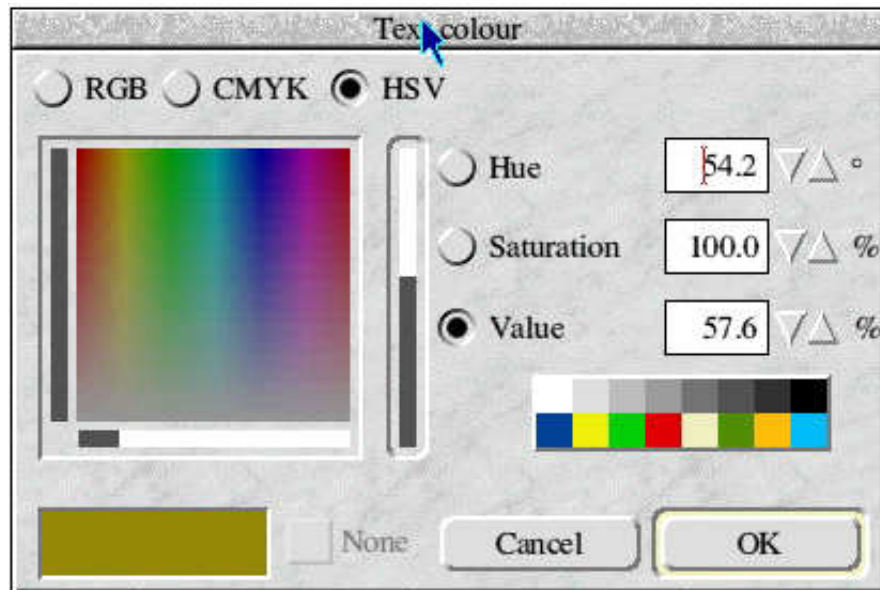 Text colour
RGB CMYK HSV
Hue 54.2 °
Saturation 100.0 %
Value 57.6 %
None Cancel OK